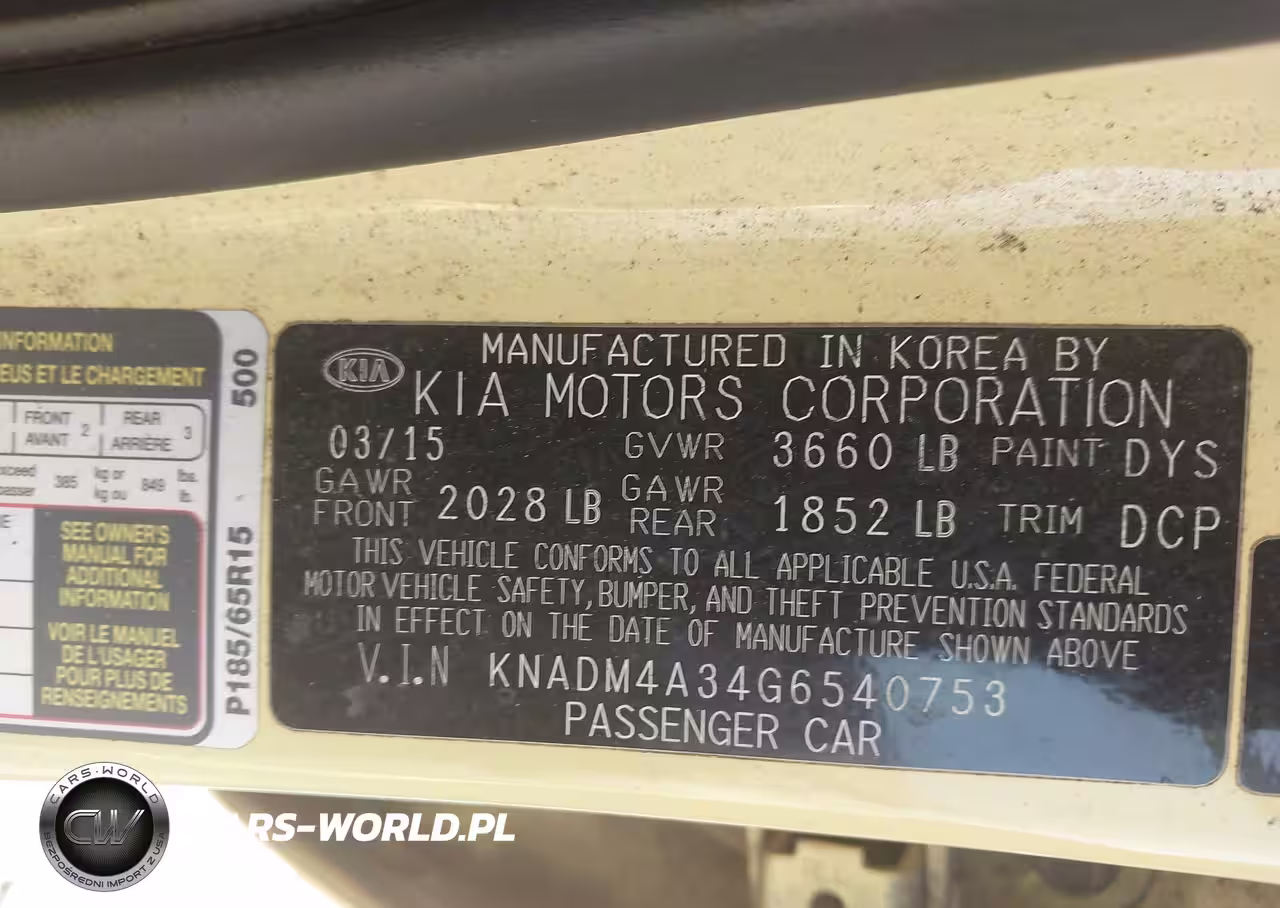 INFORMATION
EUS ET LE CHARGEMENT
FRONT
AVANT 2
REAR
ARRIÈRE 3
385 kg or
kg ou 849 lbs.
lb.
SEE OWNER'S
MANUAL FOR
ADDITIONAL
INFORMATION
VOIR LE MANUEL
DE L'USAGER
POUR PLUS DE
RENSEIGNEMENTS
500
P185/65R15
KIA
MANUFACTURED IN KOREA BY
KIA MOTORS CORPORATION
03/15 GVWR 3660 LB PAINT DYS
GAWR
FRONT 2028 LB GAWR
REAR 1852 LB TRIM DCP
THIS VEHICLE CONFORMS TO ALL APPLICABLE U.S.A. FEDERAL
MOTOR VEHICLE SAFETY, BUMPER, AND THEFT PREVENTION STANDARDS
IN EFFECT ON THE DATE OF MANUFACTURE SHOWN ABOVE
V.I.N KNADM4A34G6540753
PASSENGER CAR
CARS-WORLD
CW
BEZPOŚREDNI IMPORT Z USA
ARS-WORLD.PL